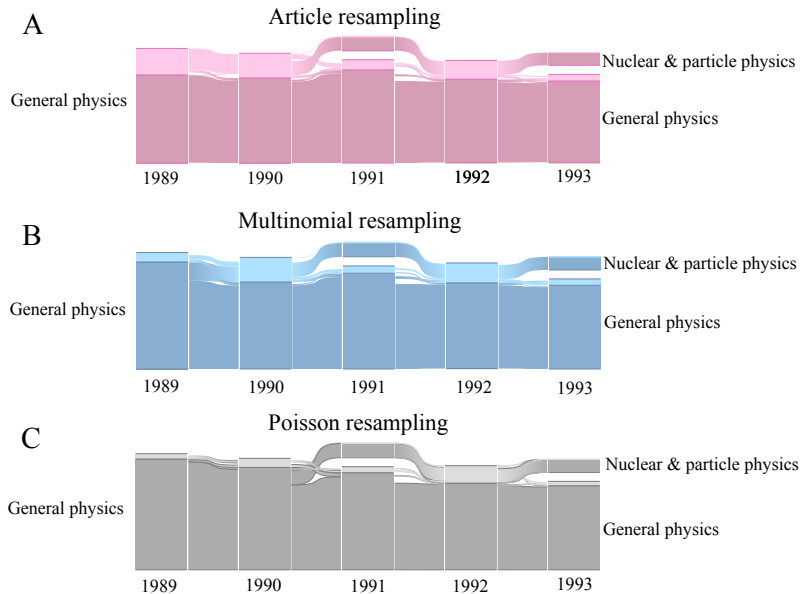 A
Article resampling
Nuclear & particle physics
General physics
General physics
1989 1990 1991 1992 1993
B
Multinomial resampling
Nuclear & particle physics
General physics
General physics
1989 1990 1991 1992 1993
C
Poisson resampling
Nuclear & particle physics
General physics
General physics
1989 1990 1991 1992 1993